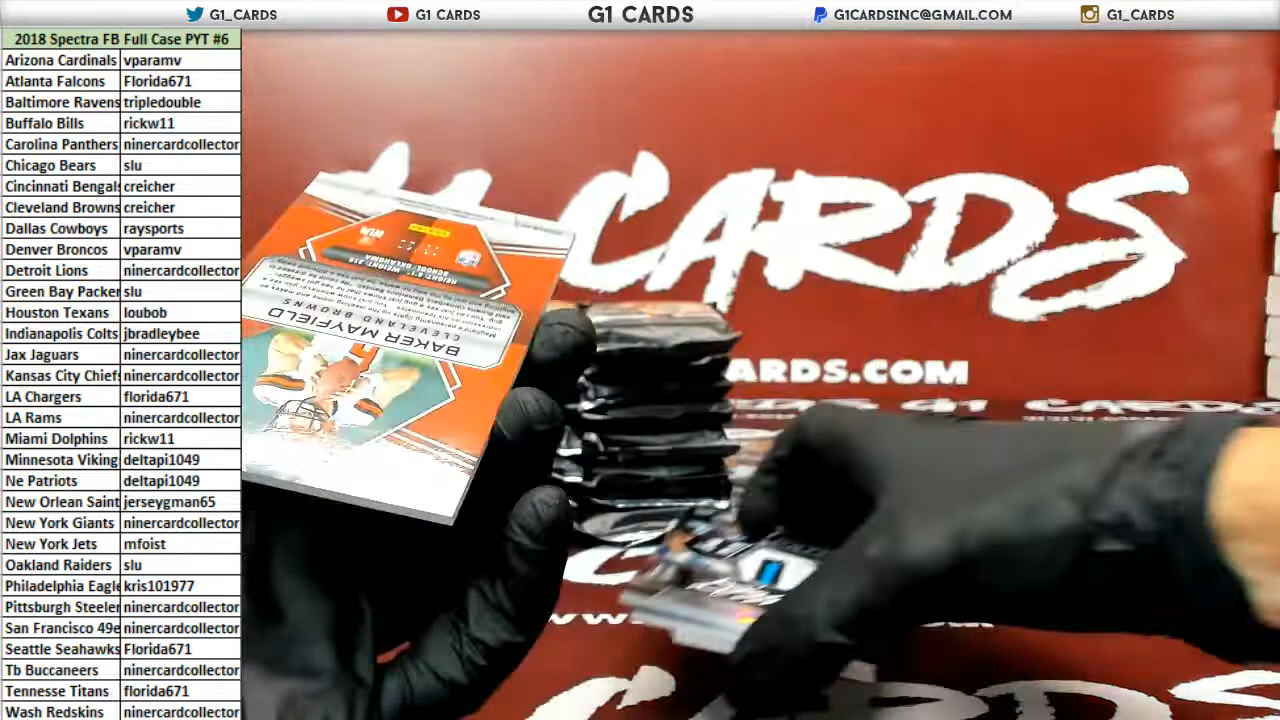 G1_CARDS
G1 CARDS
G1 CARDS
G1CARDSINC@GMAIL.COM
G1_CARDS
2018 Spectra FB Full Case PYT #6
Arizona Cardinals vparamv
Atlanta Falcons Florida671
Baltimore Ravens tripledouble
Buffalo Bills rickw11
Carolina Panthers ninercardcollector
Chicago Bears slu
Cincinnati Bengals creicher
Cleveland Browns creicher
Dallas Cowboys raysports
Denver Broncos vparamv
Detroit Lions ninercardcollector
Green Bay Packer slu
Houston Texans loubob
Indianapolis Colts jbradleybee
Jax Jaguars ninercardcollector
Kansas City Chiefs ninercardcollector
LA Chargers florida671
LA Rams ninercardcollector
Miami Dolphins rickw11
Minnesota Viking deltapi1049
Ne Patriots deltapi1049
New Orlean Saint jerseygman65
New York Giants ninercardcollector
New York Jets mfoist
Oakland Raiders slu
Philadelphia Eagle kris101977
Pittsburgh Steeler ninercardcollector
San Francisco 49e ninercardcollector
Seattle Seahawks Florida671
Tb Buccaneers ninercardcollector
Tennesse Titans florida671
Wash Redskins ninercardcollector
CARDS
ARDS.COM
G1 CARDS
BAKER MAYFIELD
CLEVELAND BROWNS
SCHOOL: OKLAHOMA
PANINI